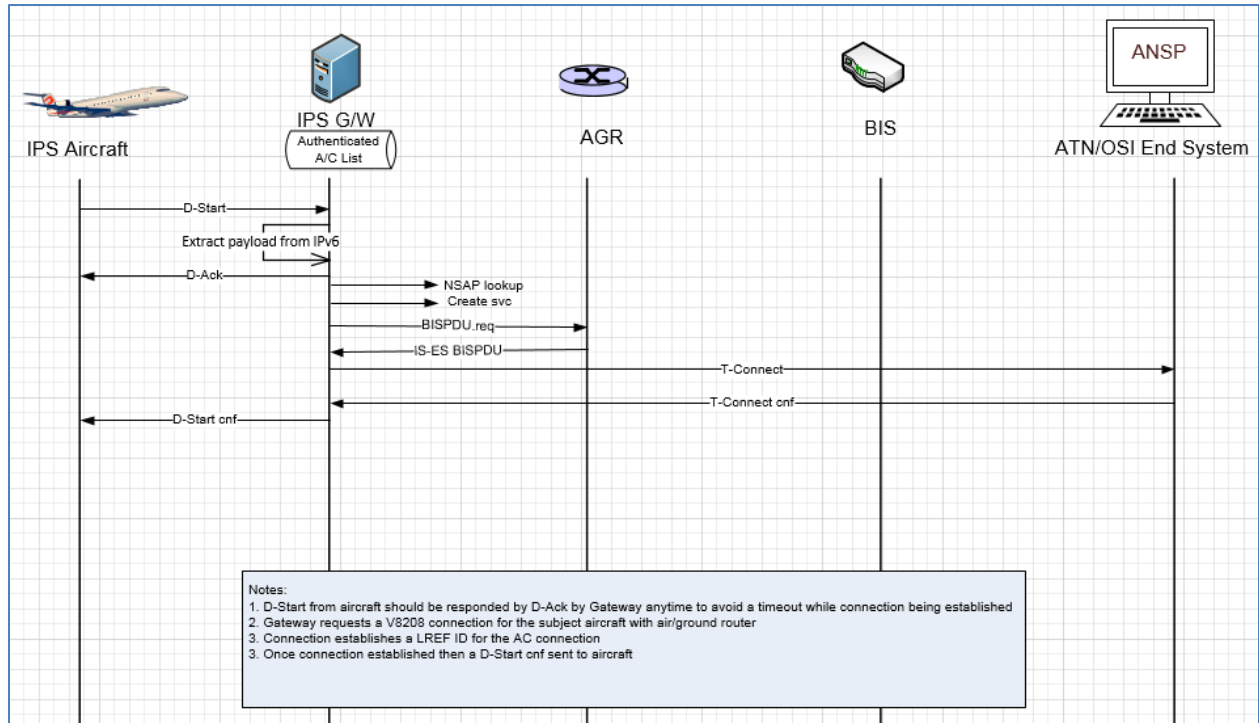 ANSP
IPS Aircraft
IPS G/W
Authenticated
A/C List
AGR
BIS
ATN/OSI End System
D-Start
Extract payload from IPv6
D-Ack
NSAP lookup
Create svc
BISPDU.req
IS-ES BISPDU
T-Connect
T-Connect cnf
D-Start cnf
Notes:
1. D-Start from aircraft should be responded by D-Ack by Gateway anytime to avoid a timeout while connection being established
2. Gateway requests a V8208 connection for the subject aircraft with air/ground router
3. Connection establishes a LREF ID for the AC connection
3. Once connection established then a D-Start cnf sent to aircraft